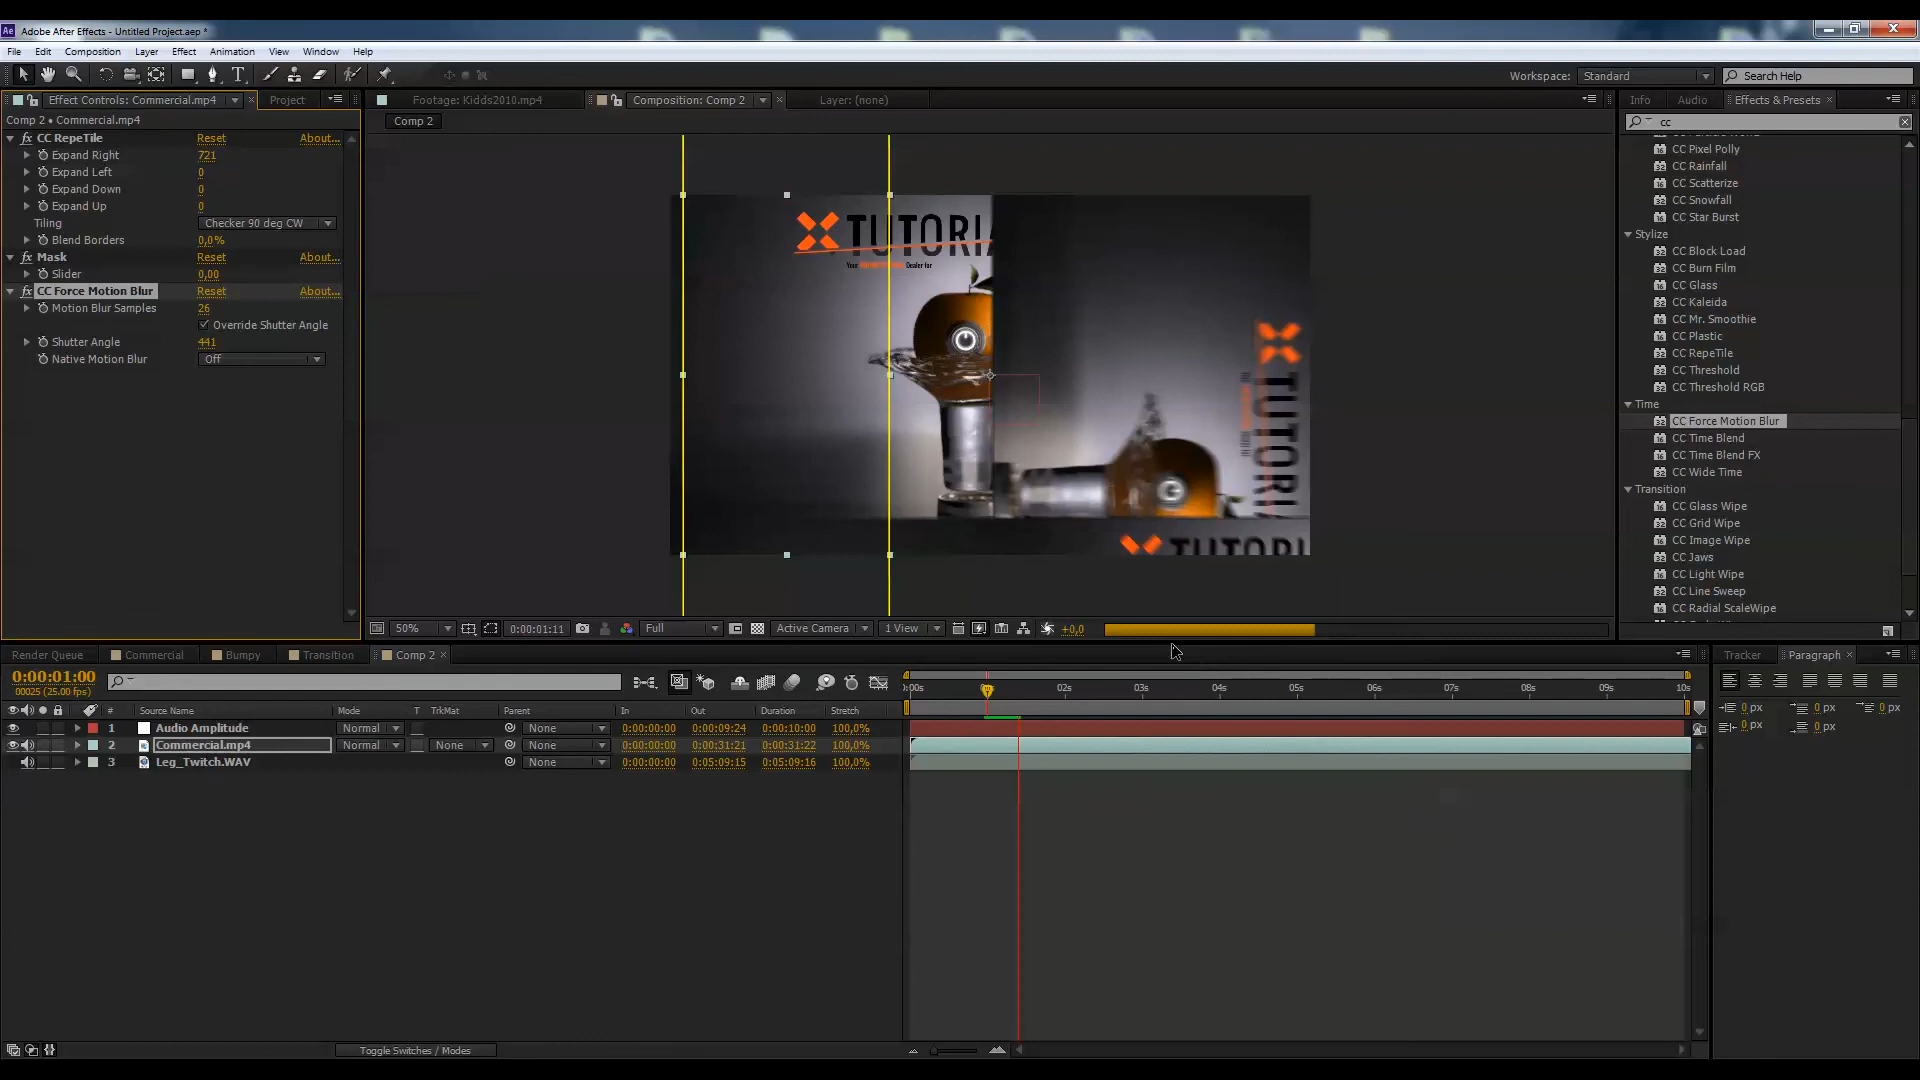 Ae Adobe After Effects - Untitled Project.aep *
File Edit Composition Layer Effect Animation View Window Help
Workspace: Standard Search Help
Effect Controls: Commercial.mp4 Project
Footage: Kidds2010.mp4 Composition: Comp 2 Layer: (none)
Info Audio Effects & Presets
Comp 2 • Commercial.mp4
Comp 2
cc
fx CC RepeTile Reset About...
Expand Right 721
Expand Left 0
Expand Down 0
Expand Up 0
Tiling Checker 90 deg CW
Blend Borders 0,0%
fx Mask Reset About...
Slider 0,00
fx CC Force Motion Blur Reset About...
Motion Blur Samples 26
Override Shutter Angle
Shutter Angle 441
Native Motion Blur Off
TUTORIA
Your Dealer for
TUTORI
TUTORI
CC Pixel Polly
CC Rainfall
CC Scatterize
CC Snowfall
CC Star Burst
Stylize
CC Block Load
CC Burn Film
CC Glass
CC Kaleida
CC Mr. Smoothie
CC Plastic
CC RepeTile
CC Threshold
CC Threshold RGB
Time
CC Force Motion Blur
CC Time Blend
CC Time Blend FX
CC Wide Time
Transition
CC Glass Wipe
CC Grid Wipe
CC Image Wipe
CC Jaws
CC Light Wipe
CC Line Sweep
CC Radial ScaleWipe
50% 0:00:01:11 Full Active Camera 1 View +0,0
Render Queue Commercial Bumpy Transition Comp 2
Tracker Paragraph
0:00:01:00
00025 (25.00 fps)
0:00s 02s 03s 04s 05s 06s 07s 08s 09s 10s
0 px 0 px 0 px
0 px 0 px
# Source Name Mode T TrkMat Parent In Out Duration Stretch
1 Audio Amplitude Normal None 0:00:00:00 0:00:09:24 0:00:10:00 100,0%
2 Commercial.mp4 Normal None None 0:00:00:00 0:00:31:21 0:00:31:22 100,0%
3 Leg_Twitch.WAV None 0:00:00:00 0:05:09:15 0:05:09:16 100,0%
Toggle Switches / Modes